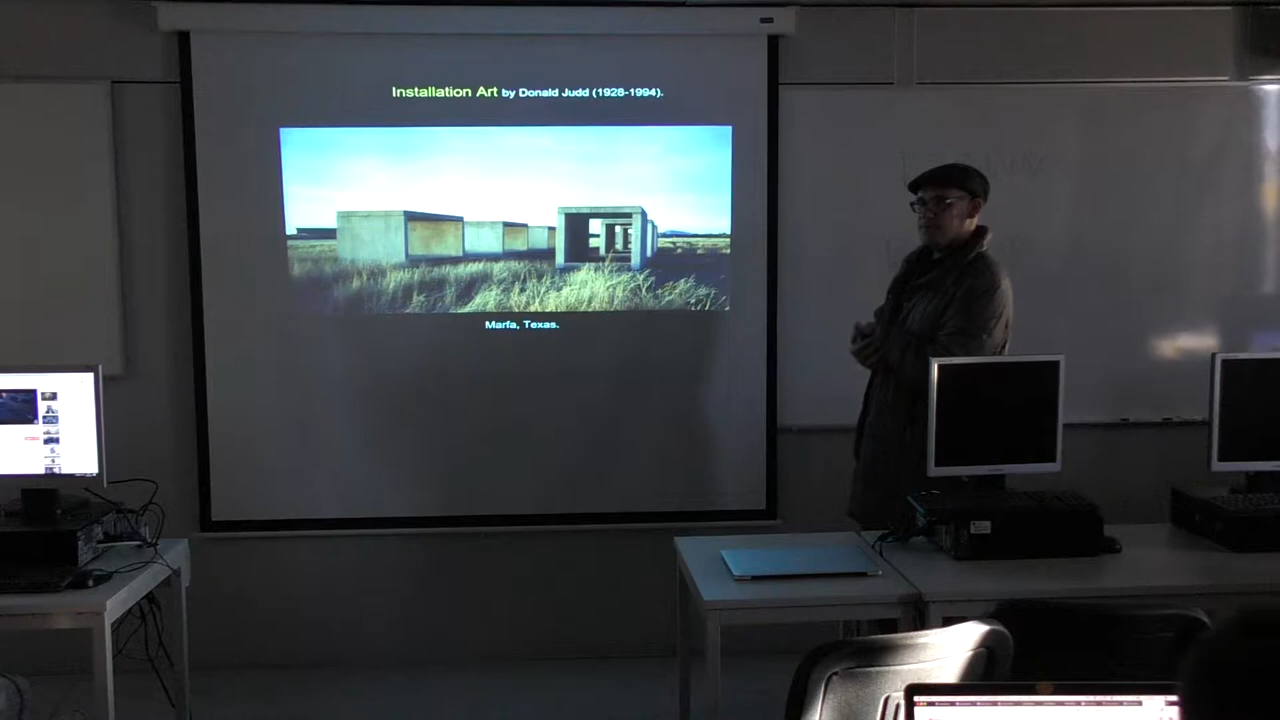 Installation Art by Donald Judd (1928-1994).
Marfa, Texas.